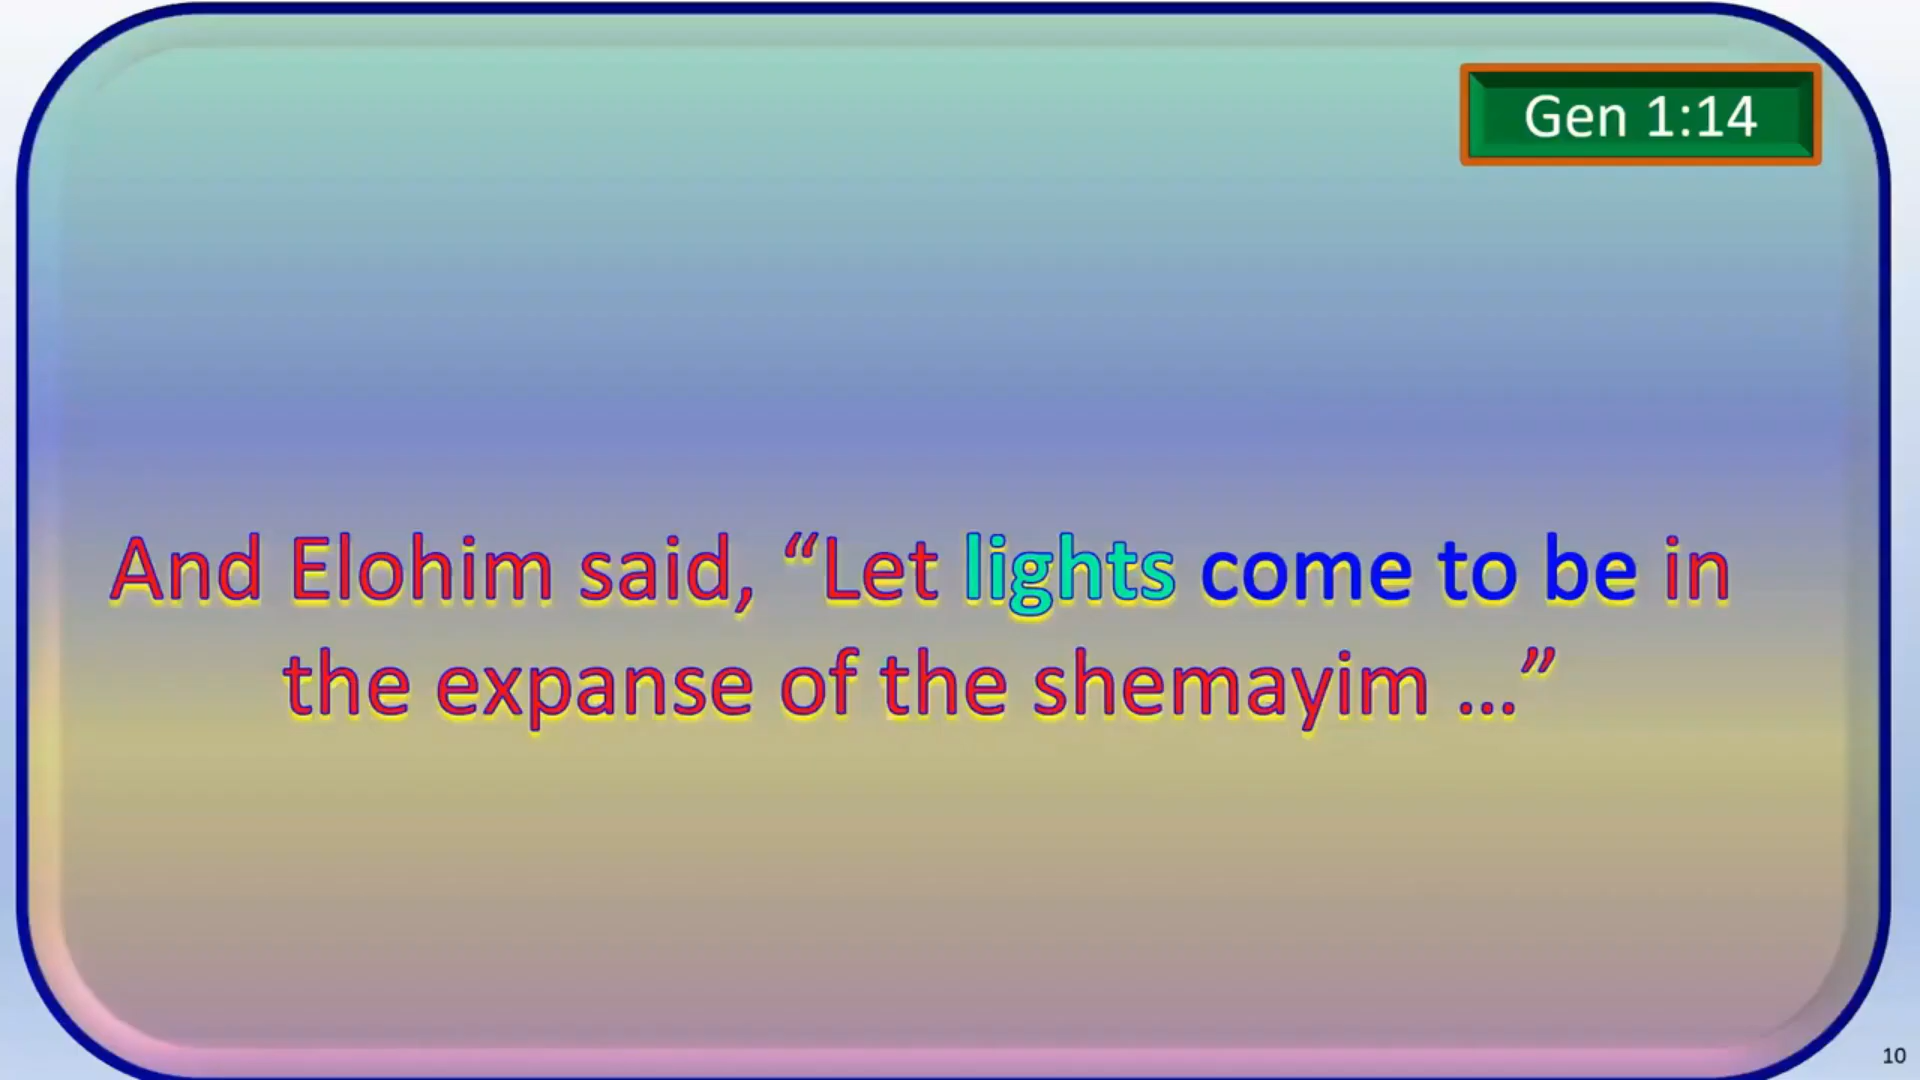 Gen 1:14
And Elohim said, “Let lights come to be in
the expanse of the shemayim ...”
10